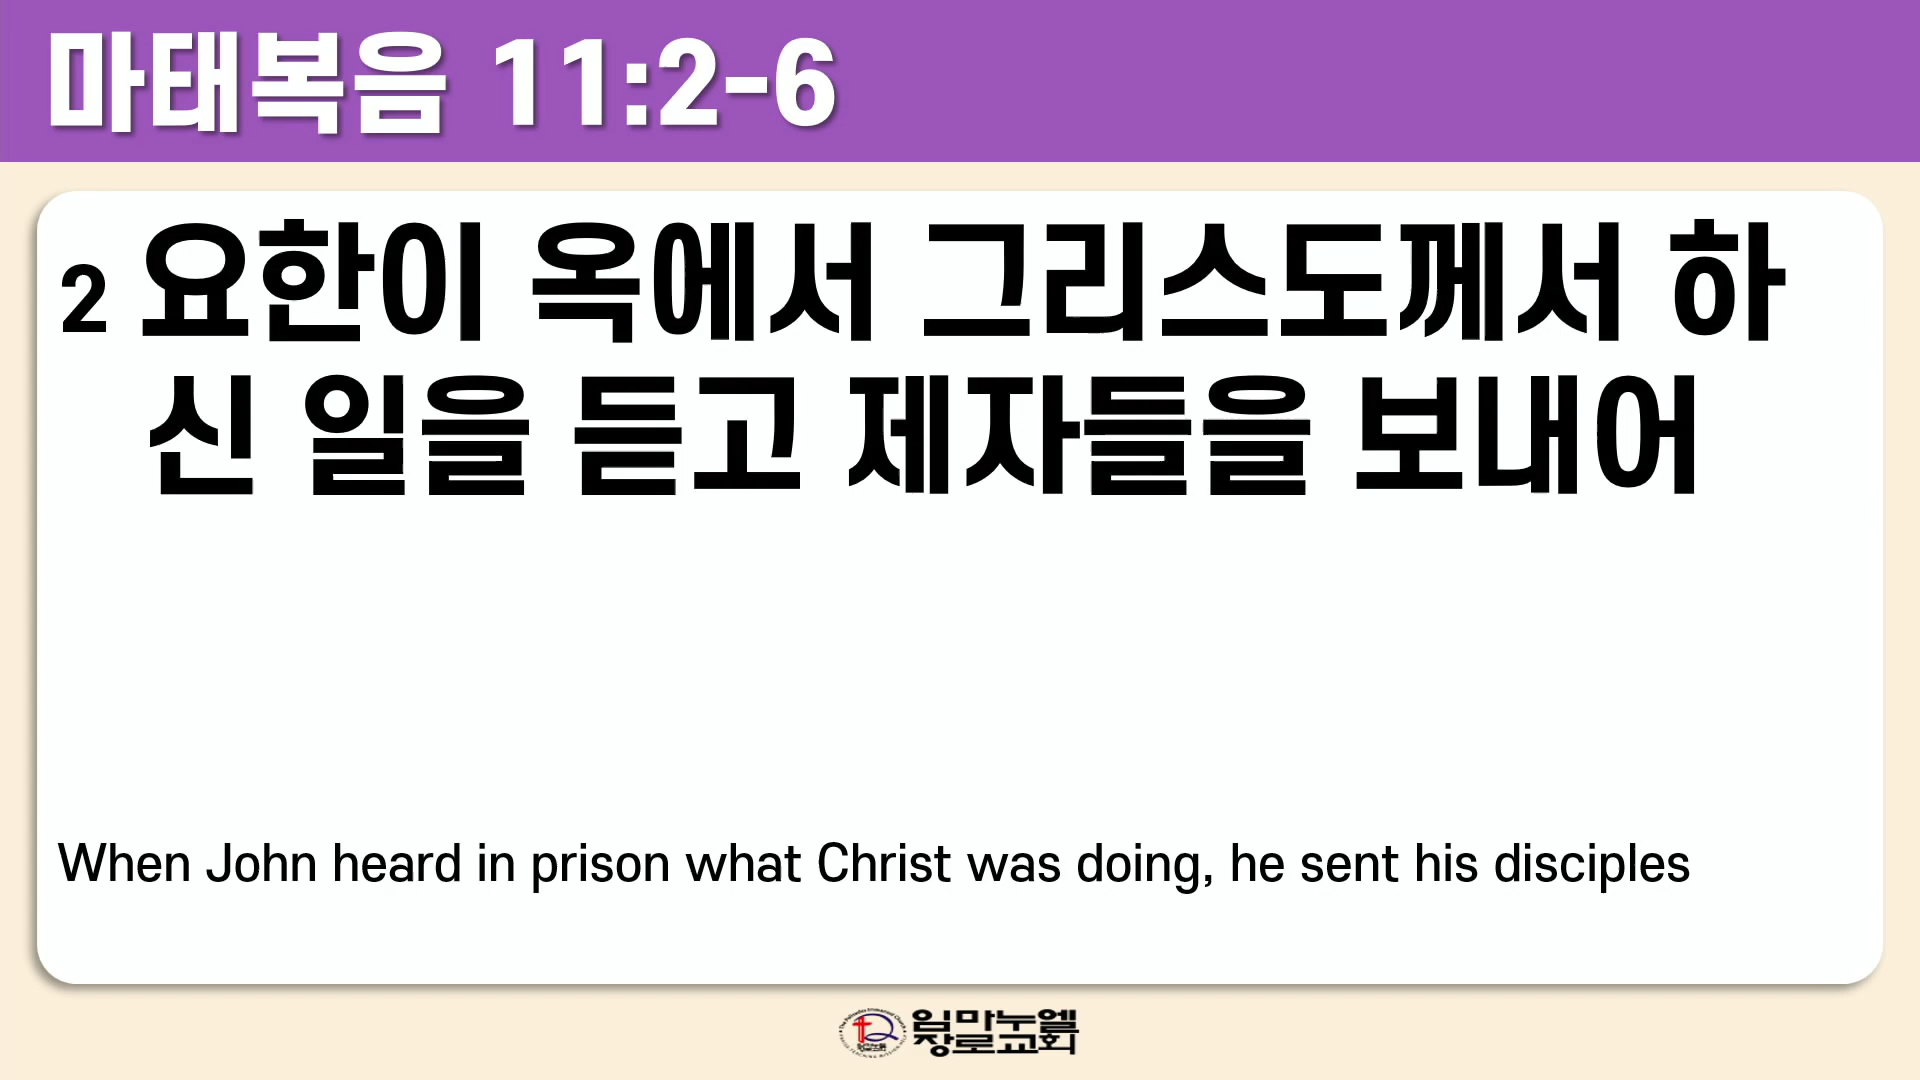 마태복음 11:2-6
2 요한이 옥에서 그리스도께서 하
신 일을 듣고 제자들을 보내어
When John heard in prison what Christ was doing, he sent his disciples
임마누엘
장로교회